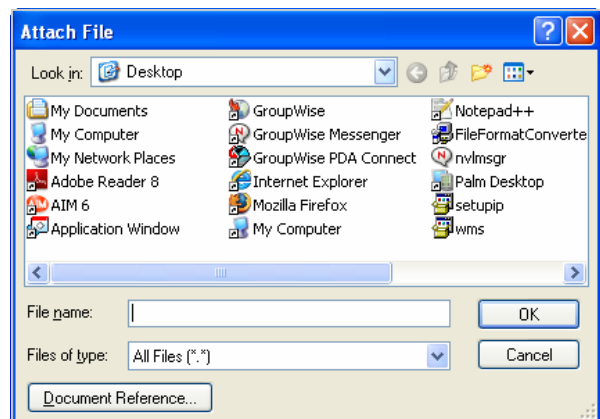 Attach File
Look in: Desktop
My Documents GroupWise Notepad++
My Computer GroupWise Messenger FileFormatConverte
My Network Places GroupWise PDA Connect nvlmsgr
Adobe Reader 8 Internet Explorer Palm Desktop
AIM 6 Mozilla Firefox setupip
Application Window My Computer wms
File name: OK
Files of type: All Files (*.*) Cancel
Document Reference...